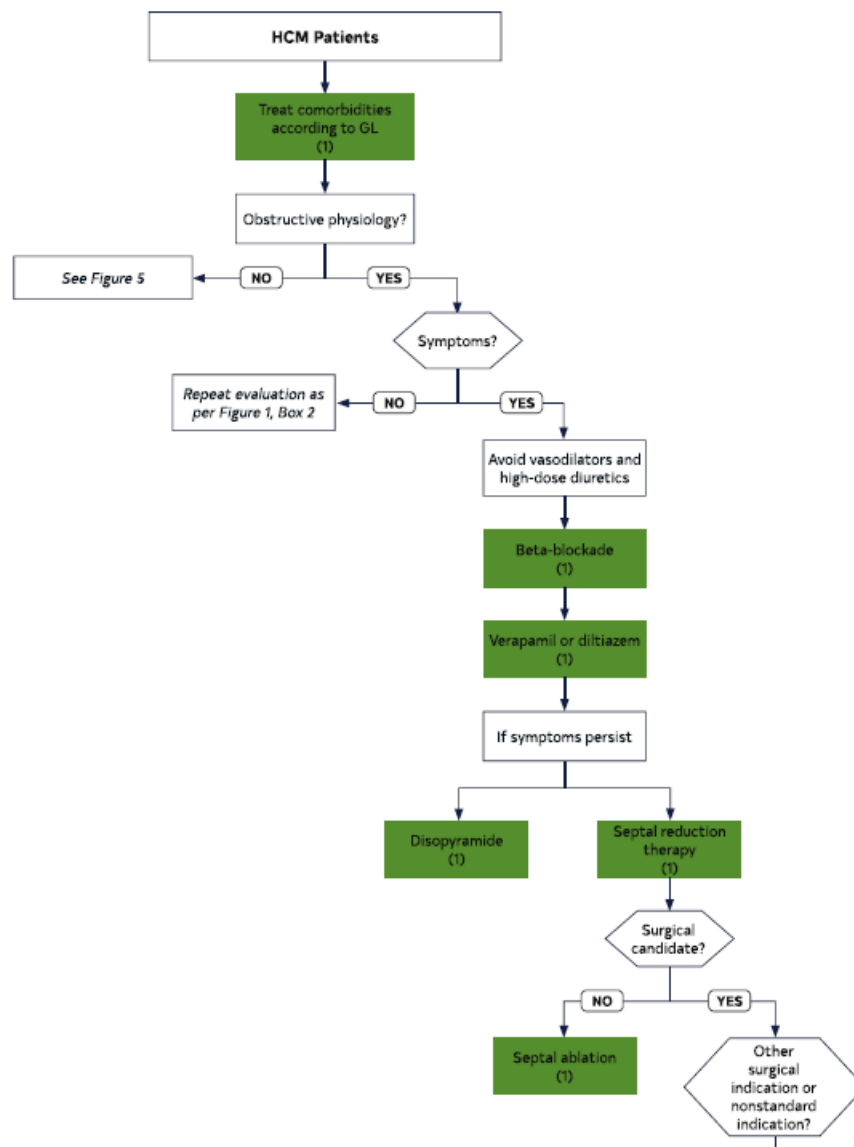 HCM Patients
Treat comorbidities
according to GL
(1)
Obstructive physiology?
See Figure 5
NO
YES
Symptoms?
Repeat evaluation as
per Figure 1, Box 2
NO
YES
Avoid vasodilators and
high-dose diuretics
Beta-blockade
(1)
Verapamil or diltiazem
(1)
If symptoms persist
Disopyramide
(1)
Septal reduction
therapy
(1)
Surgical
candidate?
NO
YES
Septal ablation
(1)
Other
surgical
indication or
nonstandard
indication?